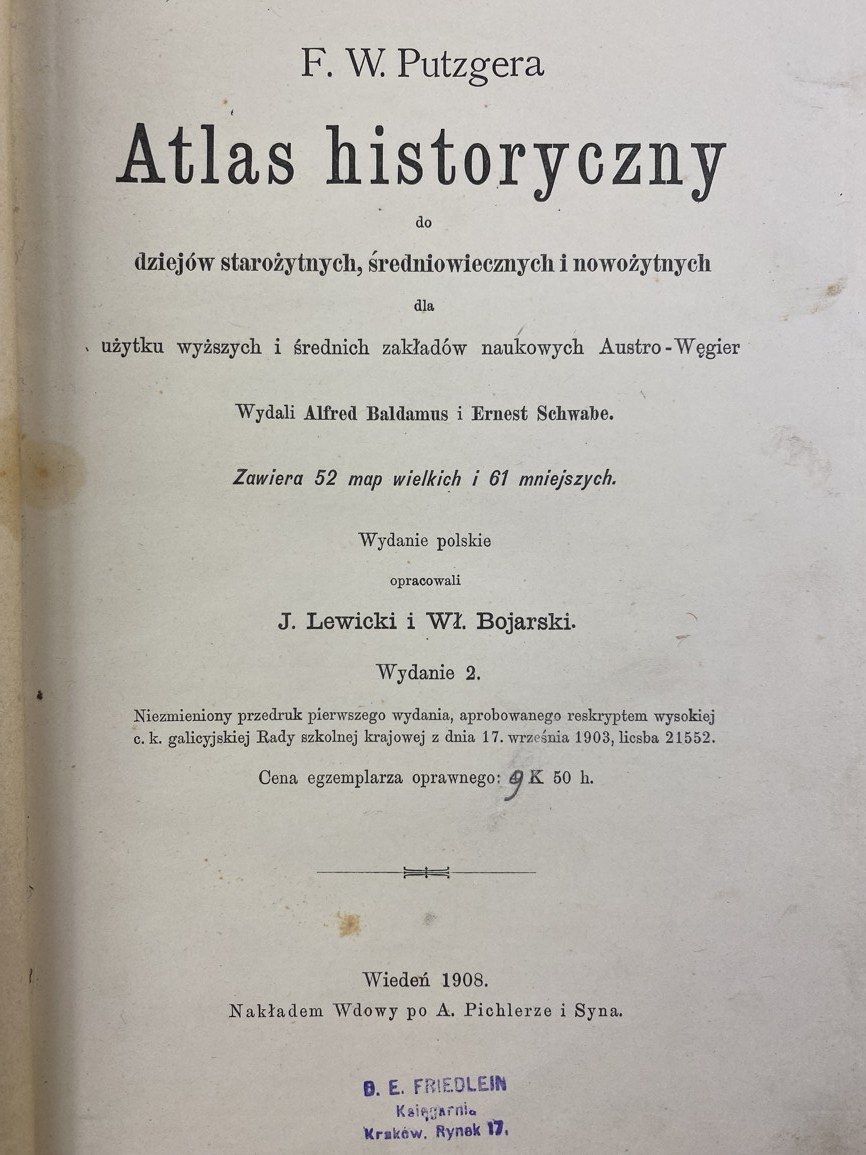 F. W. Putzgera
Atlas historyczny
do
dziejów starożytnych, średniowiecznych i nowożytnych
dla
użytku wyższych i średnich zakładów naukowych Austro-Węgier
Wydali Alfred Baldamus i Ernest Schwabe.
Zawiera 52 map wielkich i 61 mniejszych.
Wydanie polskie
opracowali
J. Lewicki i Wł. Bojarski.
Wydanie 2.
Niezmieniony przedruk pierwszego wydania, aprobowanego reskryptem wysokiej
c. k. galicyjskiej Rady szkolnej krajowej z dnia 17. września 1903, licsba 21552.
Cena egzemplarza oprawnego: 9 K 50 h.
Wiedeń 1908.
Nakładem Wdowy po A. Pichlerze i Syna.
D. E. FRIEDLEIN
Księgarnia
Kraków. Rynek 17.